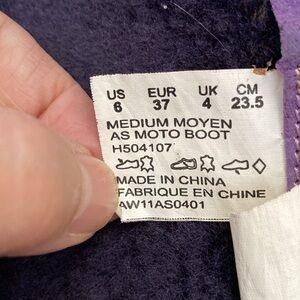 US EUR UK CM
6 37 4 23.5
MEDIUM MOYEN
AS MOTO BOOT
H504107
MADE IN CHINA
FABRIQUE EN CHINE
AW11AS0401